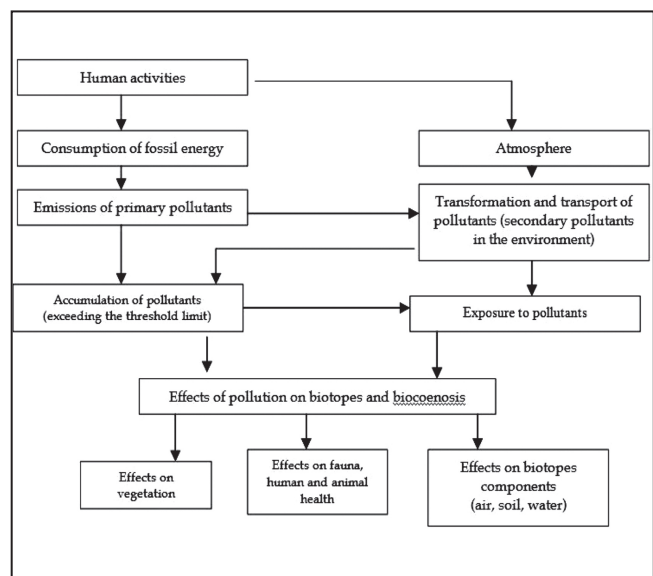 Human activities
Consumption of fossil energy
Atmosphere
Emissions of primary pollutants
Transformation and transport of
pollutants (secondary pollutants
in the environment)
Accumulation of pollutants
(exceeding the threshold limit)
Exposure to pollutants
Effects of pollution on biotopes and biocoenosis
Effects on
vegetation
Effects on fauna,
human and animal
health
Effects on biotopes
components
(air, soil, water)